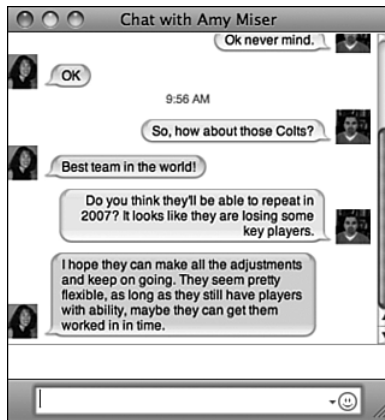 Chat with Amy Miser
Ok never mind.
OK
9:56 AM
So, how about those Colts?
Best team in the world!
Do you think they'll be able to repeat in
2007? It looks like they are losing some
key players.
I hope they can make all the adjustments
and keep on going. They seem pretty
flexible, as long as they still have players
with ability, maybe they can get them
worked in in time.